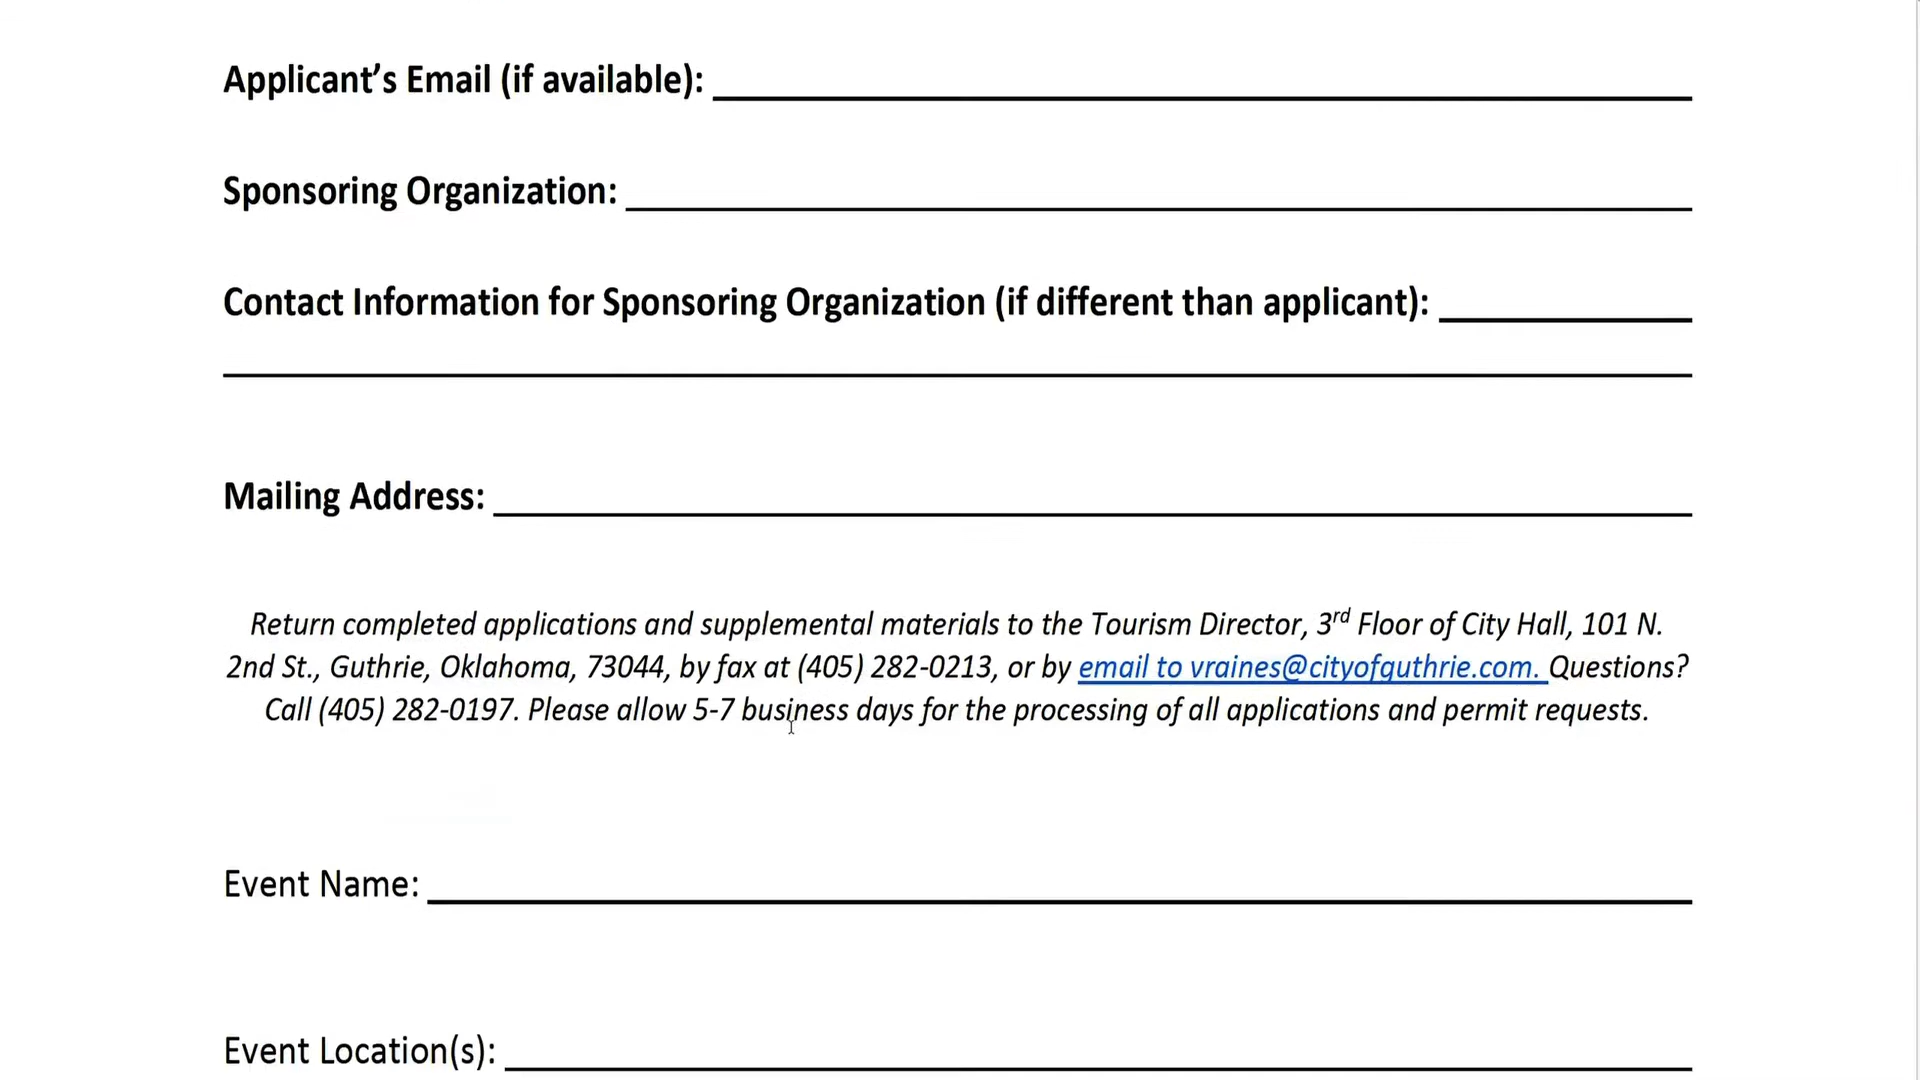 Applicant’s Email (if available):
Sponsoring Organization:
Contact Information for Sponsoring Organization (if different than applicant):
Mailing Address:
Return completed applications and supplemental materials to the Tourism Director, 3rd Floor of City Hall, 101 N.
2nd St., Guthrie, Oklahoma, 73044, by fax at (405) 282-0213, or by email to vraines@cityofguthrie.com. Questions?
Call (405) 282-0197. Please allow 5-7 business days for the processing of all applications and permit requests.
Event Name:
Event Location(s):